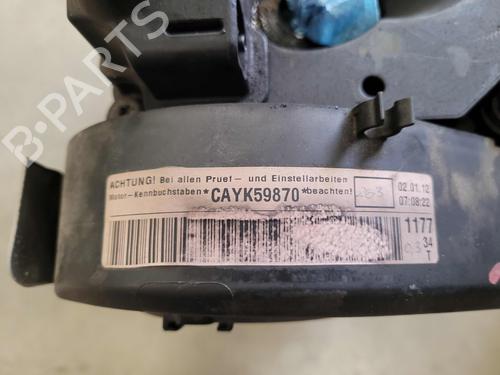 B-PARTS
ACHTUNG! Bei allen Pruef- und Einstellarbeiten
Motor-Kennbuchstaben*CAYK59870*beachten!
02.01.12
07:08:22
1177
34
T